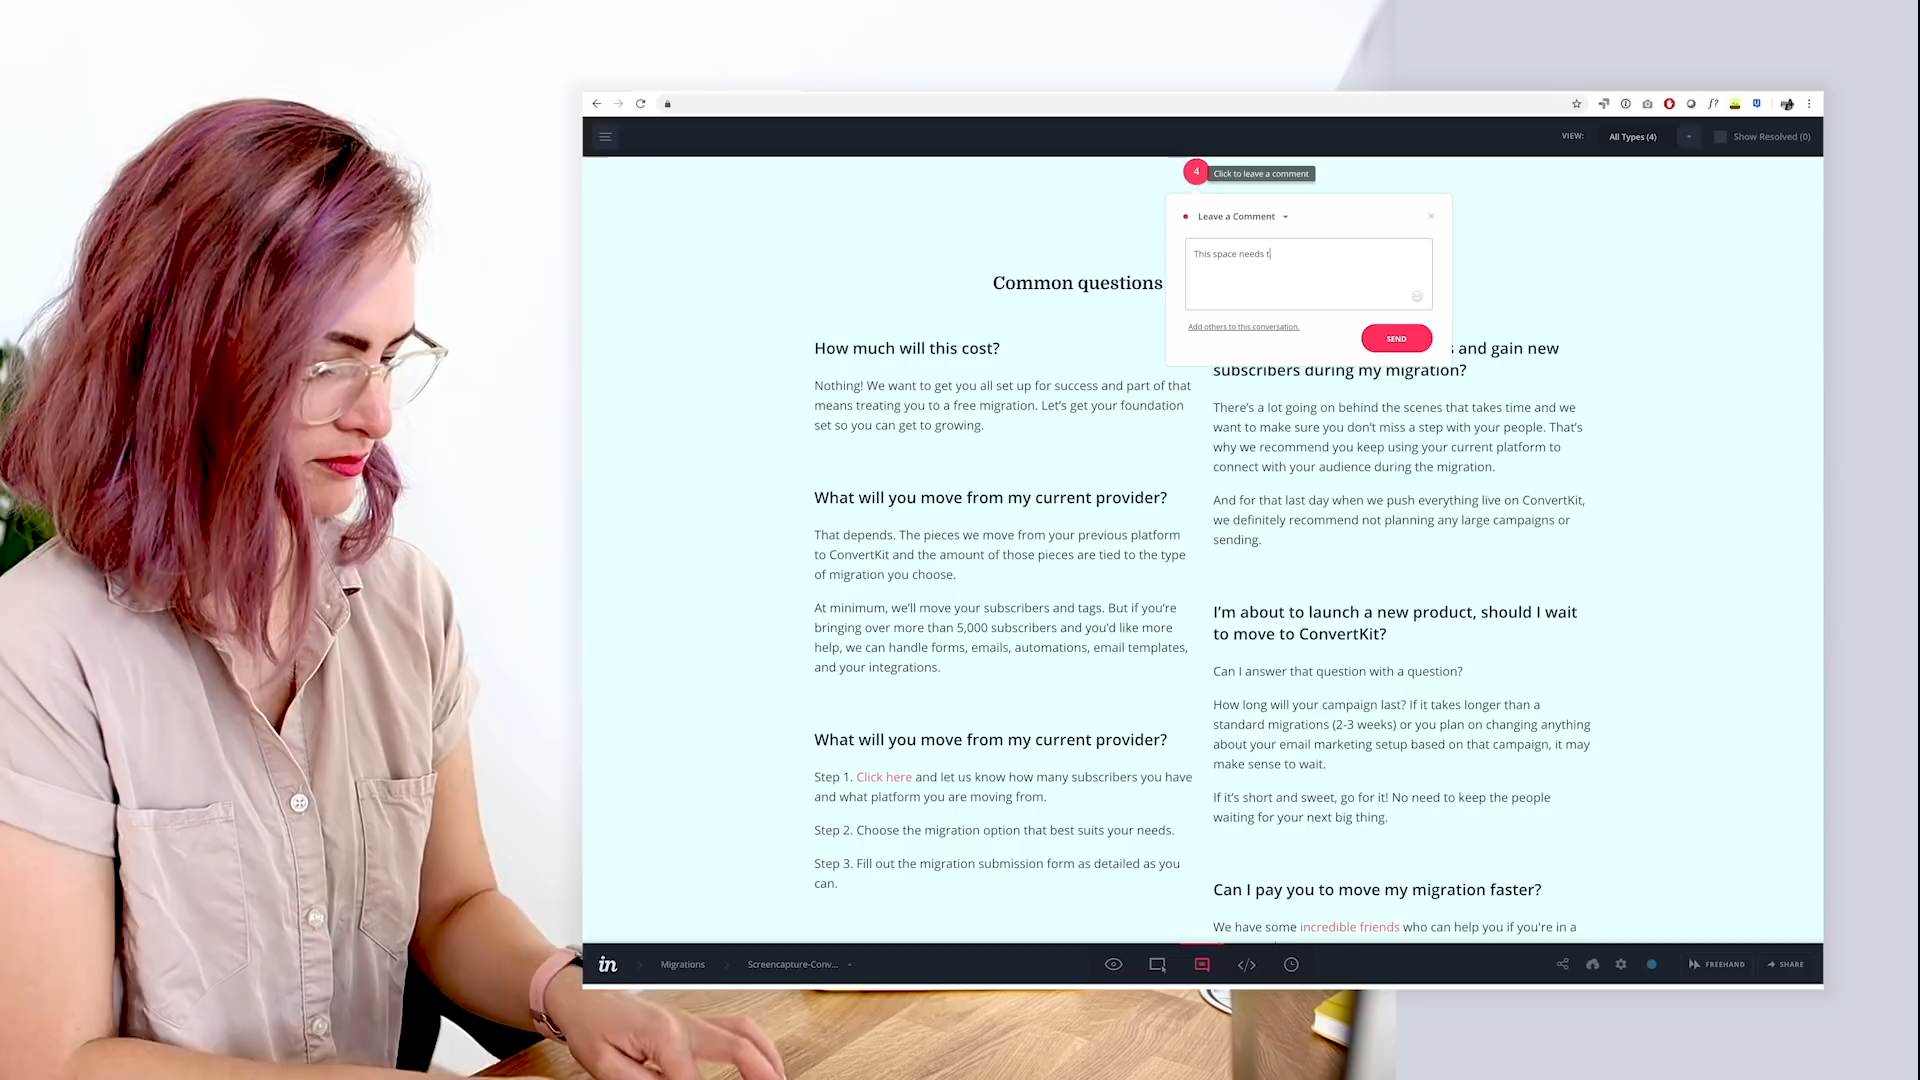 VIEW:
All Types (4)
Show Resolved (0)
4
Click to leave a comment
Leave a Comment
This space needs t
Add others to this conversation.
SEND
Common questions
How much will this cost?
Nothing! We want to get you all set up for success and part of that
means treating you to a free migration. Let's get your foundation
set so you can get to growing.
What will you move from my current provider?
That depends. The pieces we move from your previous platform
to ConvertKit and the amount of those pieces are tied to the type
of migration you choose.
At minimum, we'll move your subscribers and tags. But if you're
bringing over more than 5,000 subscribers and you'd like more
help, we can handle forms, emails, automations, email templates,
and your integrations.
What will you move from my current provider?
Step 1. Click here and let us know how many subscribers you have
and what platform you are moving from.
Step 2. Choose the migration option that best suits your needs.
Step 3. Fill out the migration submission form as detailed as you
can.
and gain new
subscribers during my migration?
There's a lot going on behind the scenes that takes time and we
want to make sure you don't miss a step with your people. That's
why we recommend you keep using your current platform to
connect with your audience during the migration.
And for that last day when we push everything live on ConvertKit,
we definitely recommend not planning any large campaigns or
sending.
I'm about to launch a new product, should I wait
to move to ConvertKit?
Can I answer that question with a question?
How long will your campaign last? If it takes longer than a
standard migrations (2-3 weeks) or you plan on changing anything
about your email marketing setup based on that campaign, it may
make sense to wait.
If it's short and sweet, go for it! No need to keep the people
waiting for your next big thing.
Can I pay you to move my migration faster?
We have some incredible friends who can help you if you're in a
in
Migrations
Screencapture-Conv...
FREEHAND
SHARE